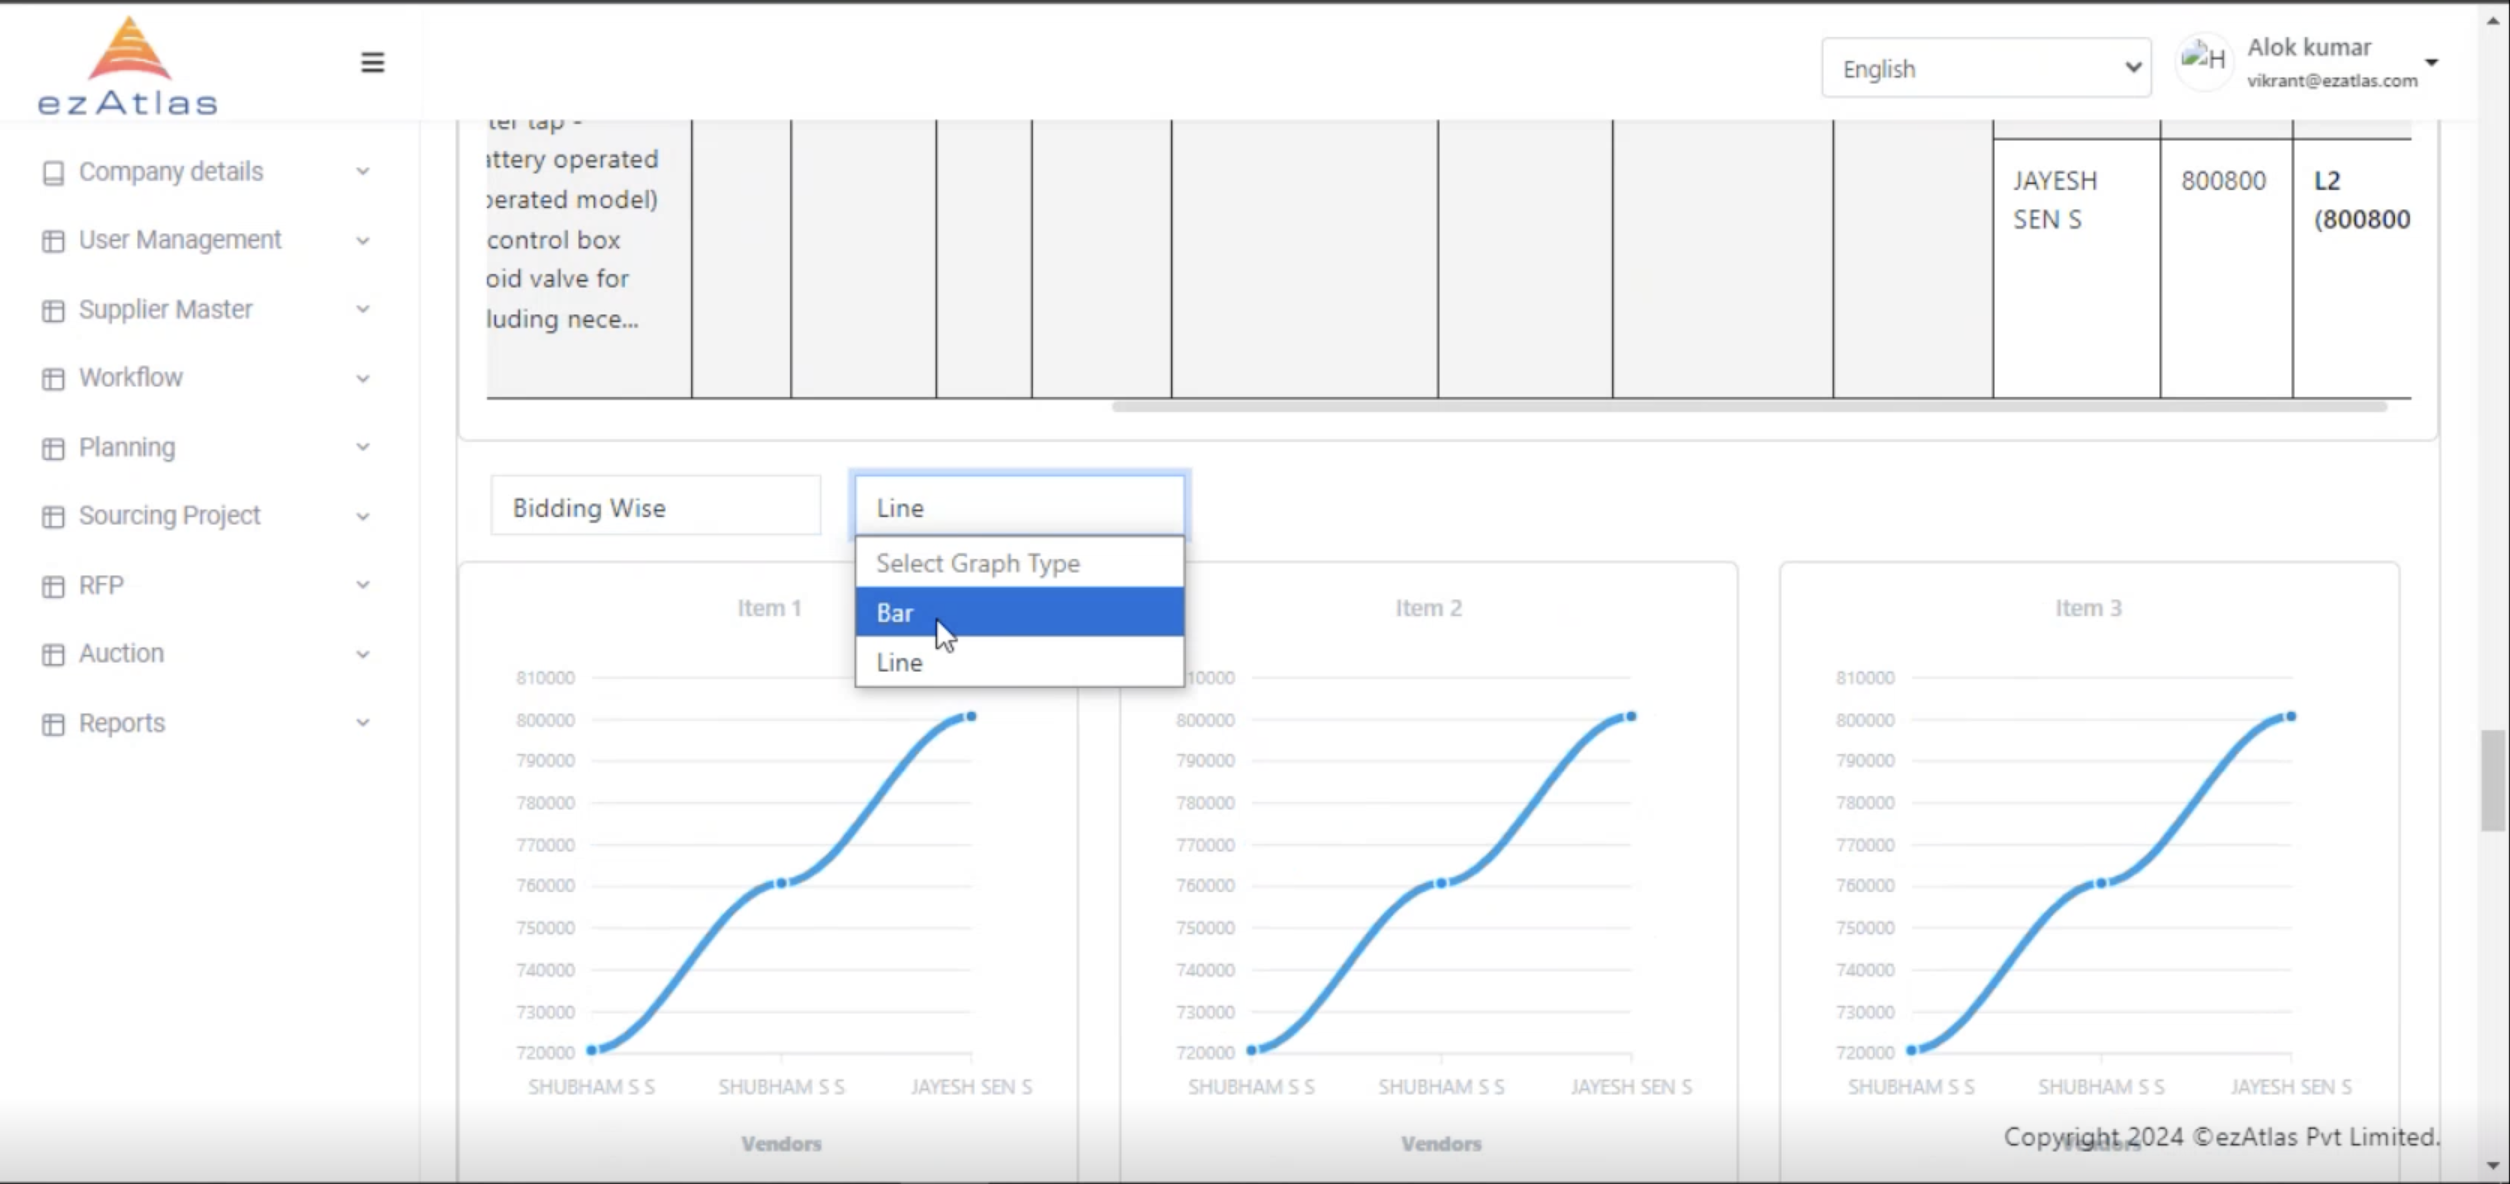 ezAtlas
English
H
Alok kumar
vikrant@ezatlas.com
Company details
User Management
Supplier Master
Workflow
Planning
Sourcing Project
RFP
Auction
Reports
ter tap -
attery operated
perated model)
control box
oid valve for
luding nece...
JAYESH
SEN S
800800
L2
(800800
Bidding Wise
Line
Select Graph Type
Bar
Line
Item 1
810000
800000
790000
780000
770000
760000
750000
740000
730000
720000
SHUBHAM S S
SHUBHAM S S
JAYESH SEN S
Vendors
Item 2
10000
800000
790000
780000
770000
760000
750000
740000
730000
720000
SHUBHAM S S
SHUBHAM S S
JAYESH SEN S
Vendors
Item 3
810000
800000
790000
780000
770000
760000
750000
740000
730000
720000
SHUBHAM S S
SHUBHAM S S
JAYESH SEN S
Vendors
Copyright 2024 ©ezAtlas Pvt Limited.